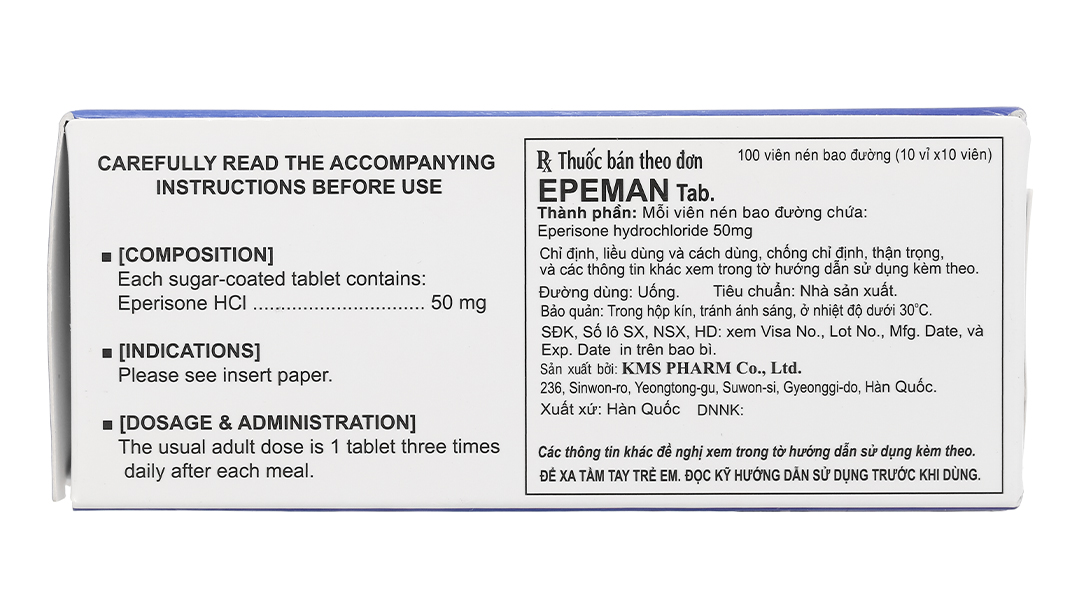 CAREFULLY READ THE ACCOMPANYING
INSTRUCTIONS BEFORE USE
■ [COMPOSITION]
Each sugar-coated tablet contains:
Eperisone HCl ................................ 50 mg
■ [INDICATIONS]
Please see insert paper.
■ [DOSAGE & ADMINISTRATION]
The usual adult dose is 1 tablet three times
daily after each meal.
℞ Thuốc bán theo đơn 100 viên nén bao đường (10 vỉ x10 viên)
EPEMAN Tab.
Thành phần: Mỗi viên nén bao đường chứa:
Eperisone hydrochloride 50mg
Chỉ định, liều dùng và cách dùng, chống chỉ định, thận trọng,
và các thông tin khác xem trong tờ hướng dẫn sử dụng kèm theo.
Đường dùng: Uống. Tiêu chuẩn: Nhà sản xuất.
Bảo quản: Trong hộp kín, tránh ánh sáng, ở nhiệt độ dưới 30°C.
SĐK, Số lô SX, NSX, HD: xem Visa No., Lot No., Mfg. Date, và
Exp. Date in trên bao bì.
Sản xuất bởi: KMS PHARM Co., Ltd.
236, Sinwon-ro, Yeongtong-gu, Suwon-si, Gyeonggi-do, Hàn Quốc.
Xuất xứ: Hàn Quốc DNNK:
Các thông tin khác đề nghị xem trong tờ hướng dẫn sử dụng kèm theo.
ĐỂ XA TẦM TAY TRẺ EM. ĐỌC KỸ HƯỚNG DẪN SỬ DỤNG TRƯỚC KHI DÙNG.